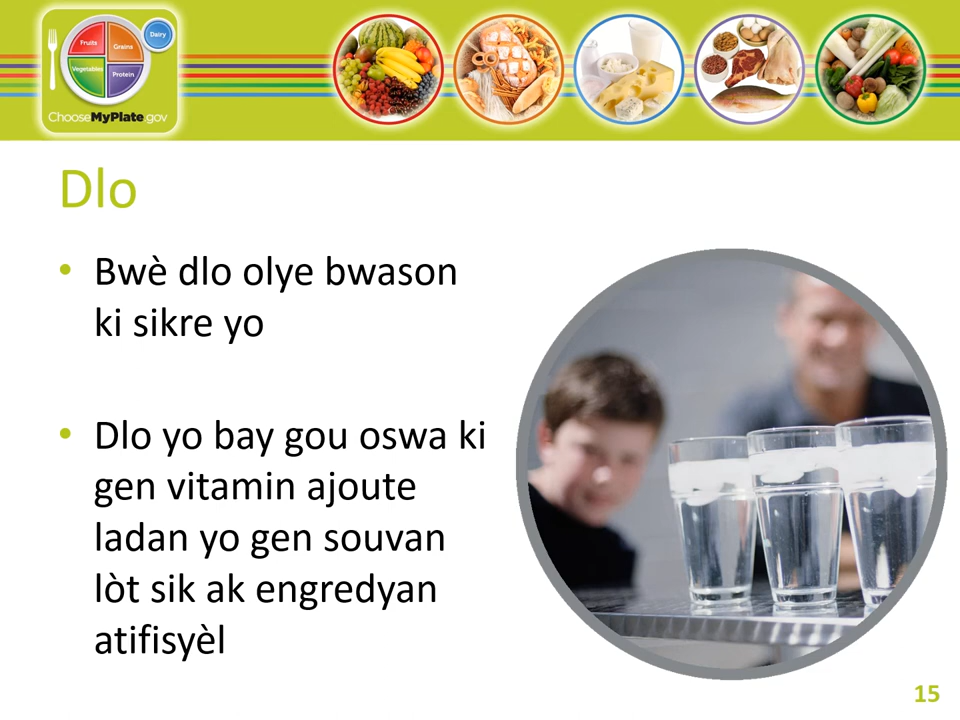 Fruits
Grains
Dairy
Vegetables
Protein
ChooseMyPlate.gov
Dlo
• Bwè dlo olye bwason
ki sikre yo
• Dlo yo bay gou oswa ki
gen vitamin ajoute
ladan yo gen souvan
lòt sik ak engredyan
atifisyèl
15